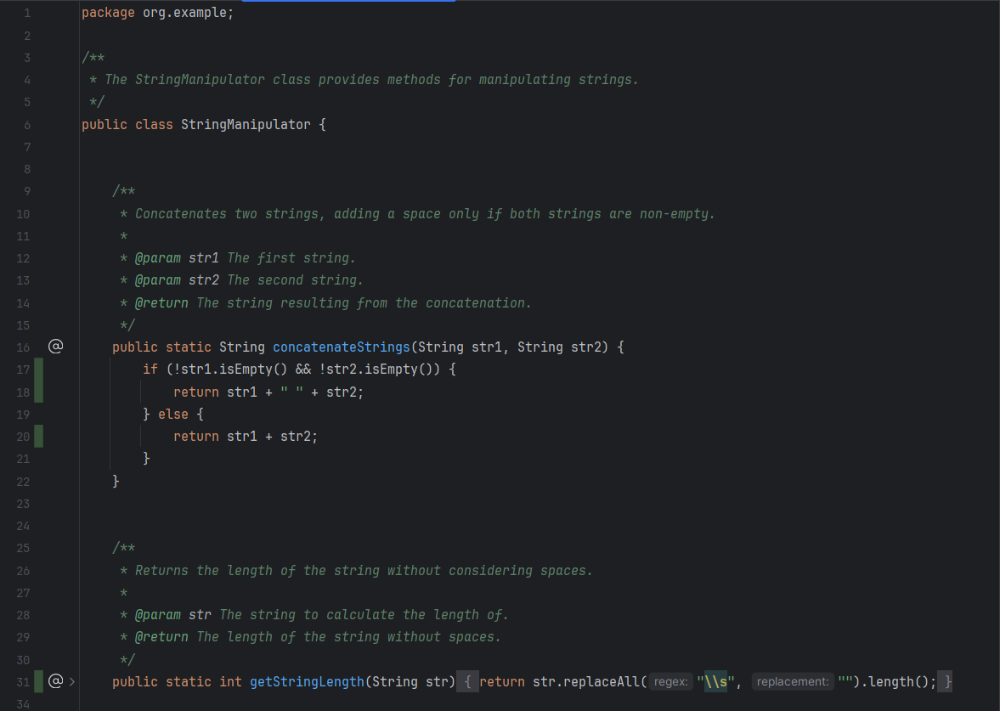 1 package org.example;
2
3 /**
4 * The StringManipulator class provides methods for manipulating strings.
5 */
6 public class StringManipulator {
7
8
9 /**
10 * Concatenates two strings, adding a space only if both strings are non-empty.
11 *
12 * @param str1 The first string.
13 * @param str2 The second string.
14 * @return The string resulting from the concatenation.
15 */
16 @ public static String concatenateStrings(String str1, String str2) {
17 if (!str1.isEmpty() && !str2.isEmpty()) {
18 return str1 + " " + str2;
19 } else {
20 return str1 + str2;
21 }
22 }
23
24
25 /**
26 * Returns the length of the string without considering spaces.
27 *
28 * @param str The string to calculate the length of.
29 * @return The length of the string without spaces.
30 */
31 @ > public static int getStringLength(String str) { return str.replaceAll( regex: "\\s", replacement: "").length(); }
34